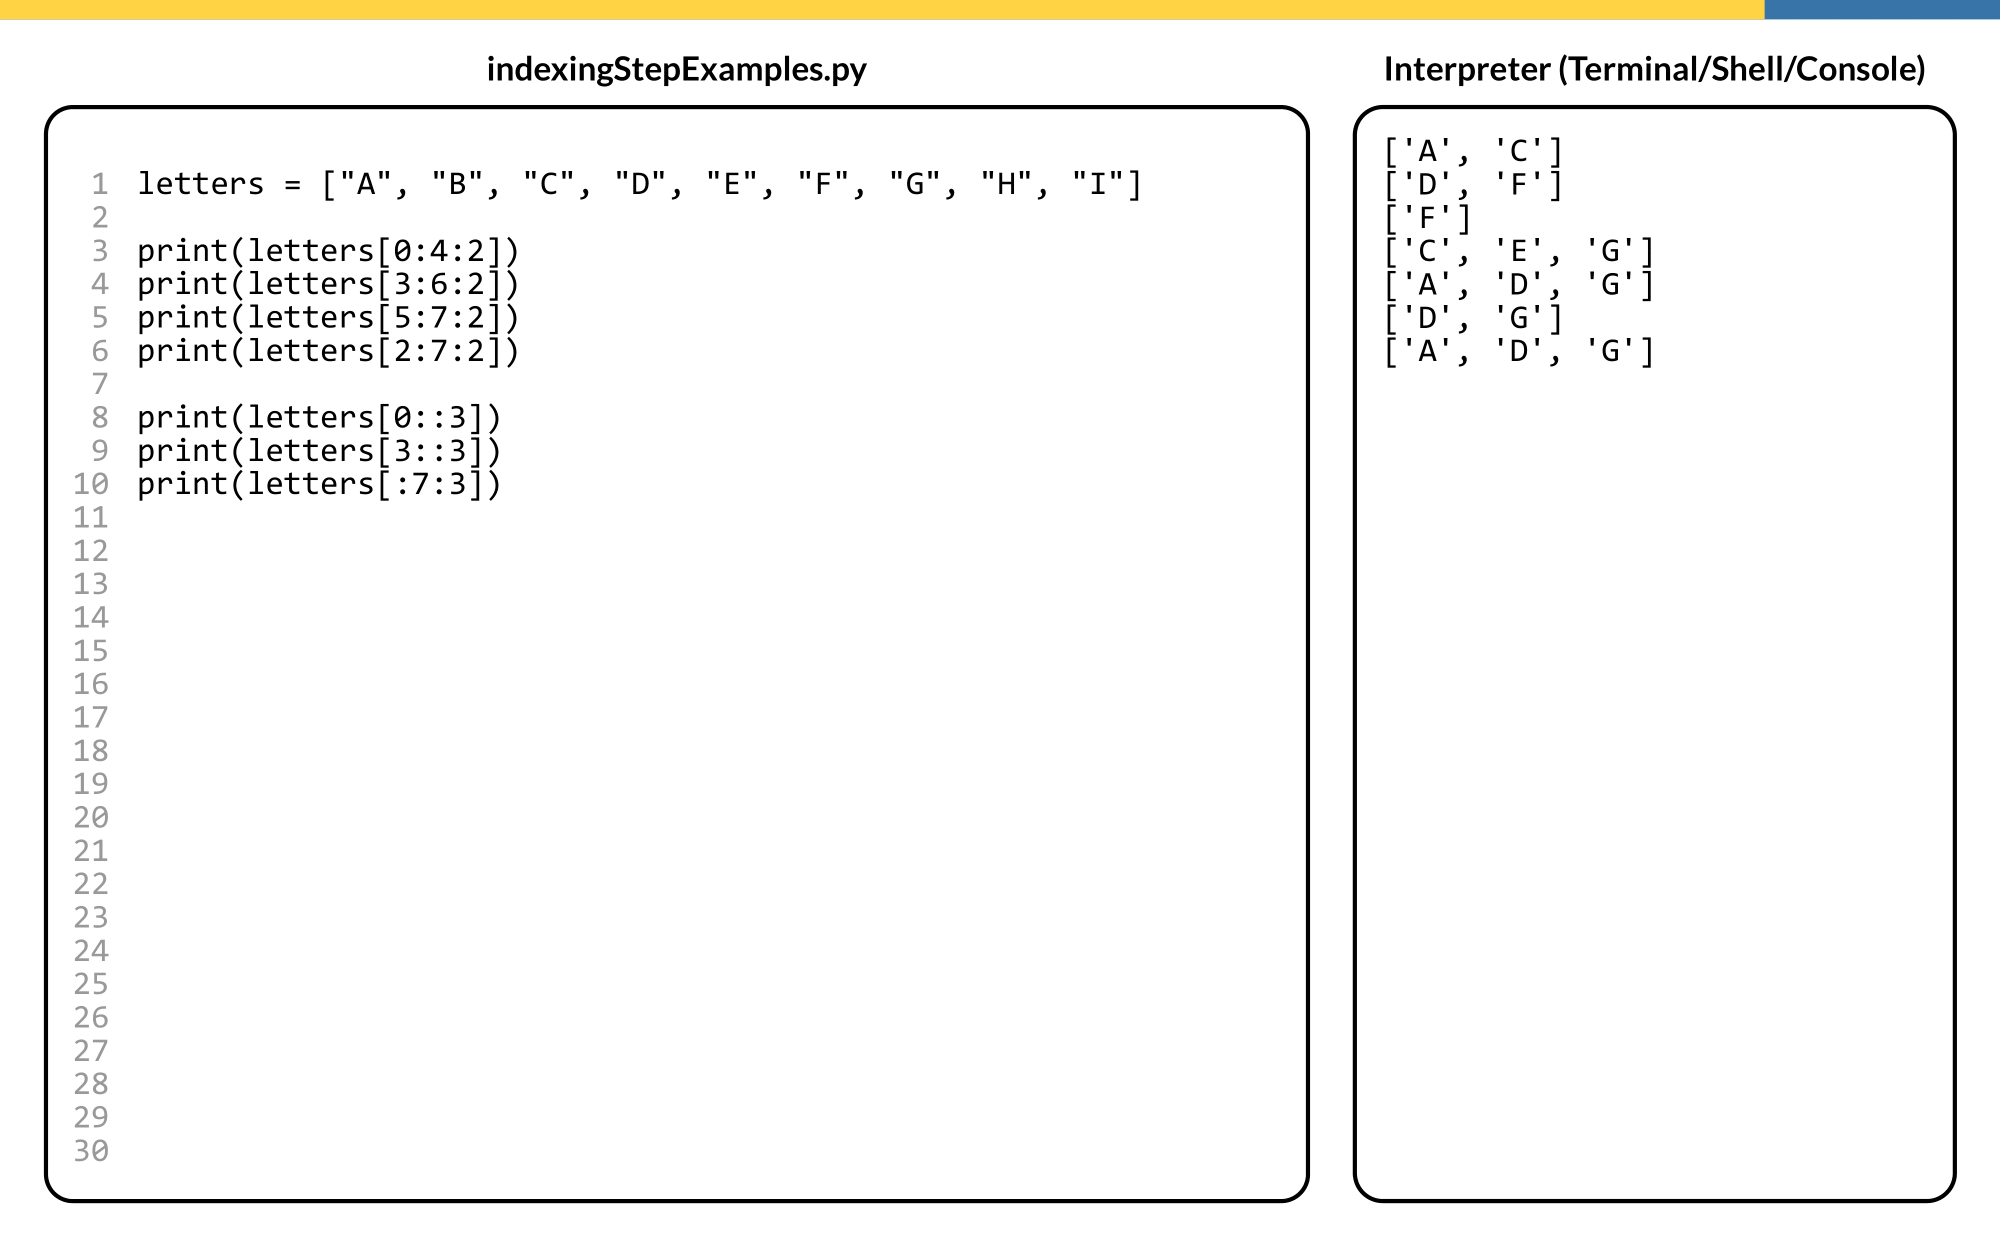 indexingStepExamples.py
1 letters = ["A", "B", "C", "D", "E", "F", "G", "H", "I"]
2
3 print(letters[0:4:2])
4 print(letters[3:6:2])
5 print(letters[5:7:2])
6 print(letters[2:7:2])
7
8 print(letters[0::3])
9 print(letters[3::3])
10 print(letters[:7:3])
11
12
13
14
15
16
17
18
19
20
21
22
23
24
25
26
27
28
29
30
Interpreter (Terminal/Shell/Console)
['A', 'C']
['D', 'F']
['F']
['C', 'E', 'G']
['A', 'D', 'G']
['D', 'G']
['A', 'D', 'G']